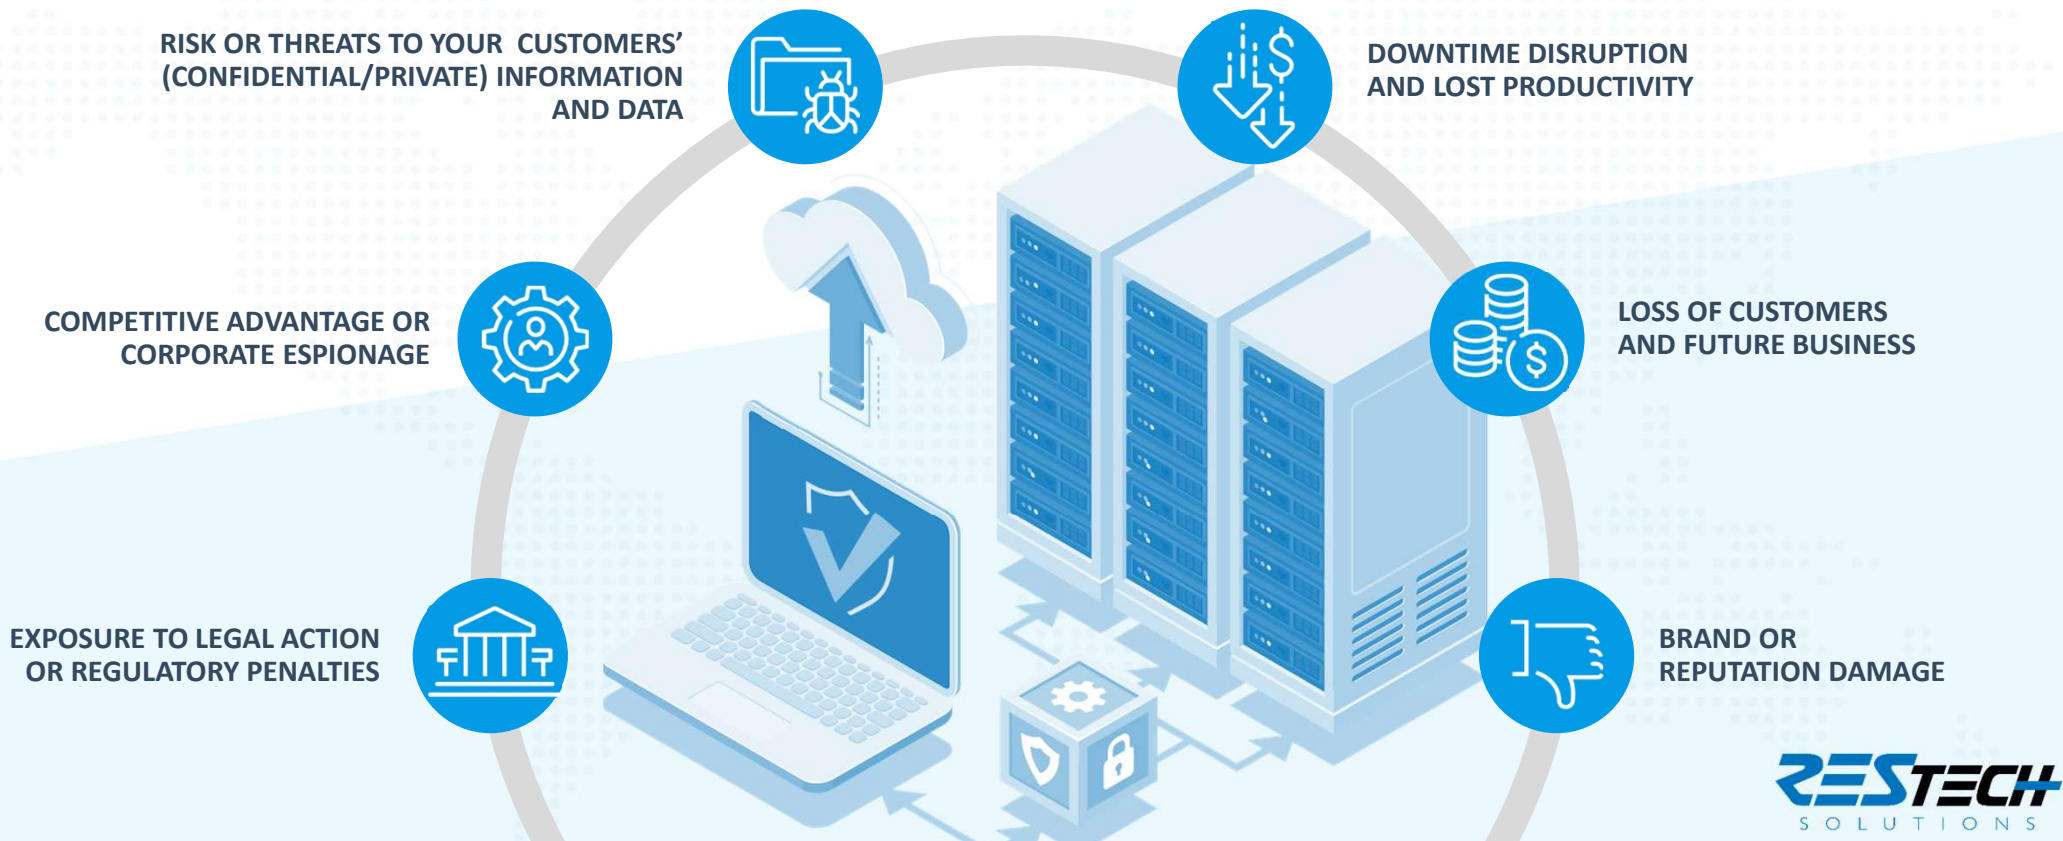 RISK OR THREATS TO YOUR CUSTOMERS’
(CONFIDENTIAL/PRIVATE) INFORMATION
AND DATA
DOWNTIME DISRUPTION
AND LOST PRODUCTIVITY
COMPETITIVE ADVANTAGE OR
CORPORATE ESPIONAGE
LOSS OF CUSTOMERS
AND FUTURE BUSINESS
EXPOSURE TO LEGAL ACTION
OR REGULATORY PENALTIES
BRAND OR
REPUTATION DAMAGE
RESTECH
SOLUTIONS